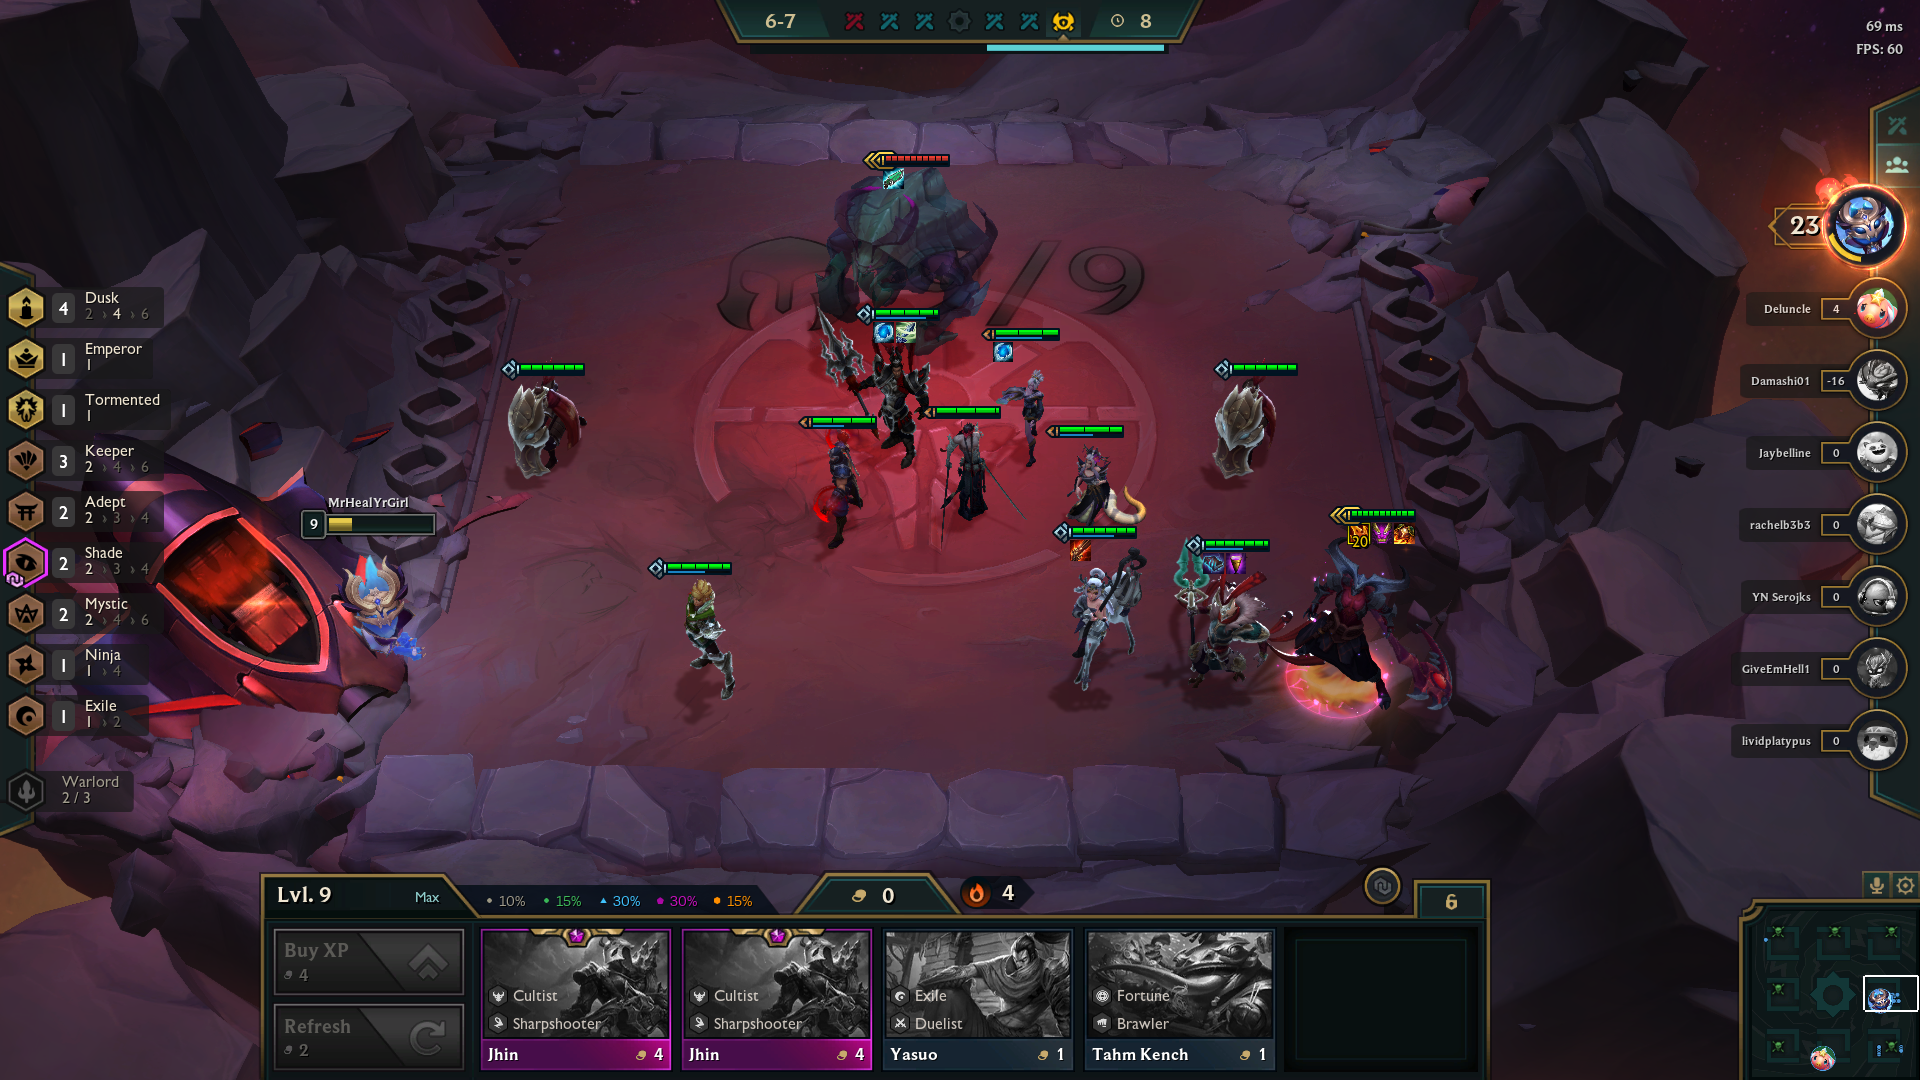 6-7
8
69 ms
FPS: 60
23
Deluncle
4
Damashi01
-16
Jaybelline
0
rachelb3b3
0
YN Serojks
0
GiveEmHell1
0
lividplatypus
0
4
Dusk
2 › 4 › 6
1
Emperor
1
1
Tormented
1
3
Keeper
2 › 4 › 6
2
Adept
2 › 3 › 4
2
Shade
2 › 3 › 4
2
Mystic
2 › 4 › 6
1
Ninja
1 › 4
1
Exile
1 › 2
Warlord
2 / 3
MrHealYrGirl
9
/9
20
Lvl. 9
Max
10%
15%
30%
30%
15%
0
4
6
Buy XP
4
Refresh
2
Cultist
Sharpshooter
Jhin
4
Cultist
Sharpshooter
Jhin
4
Exile
Duelist
Yasuo
1
Fortune
Brawler
Tahm Kench
1